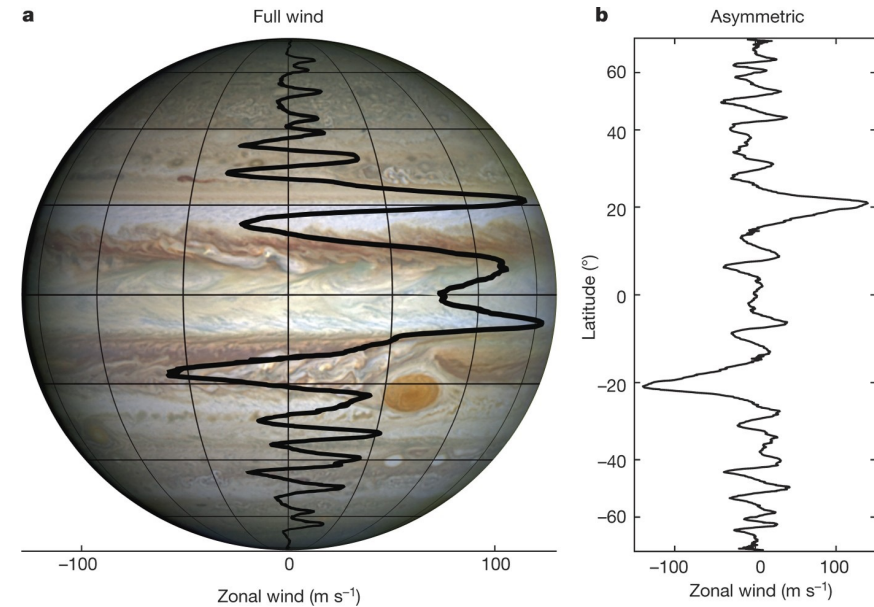 a
Full wind
−100
0
100
Zonal wind (m s−1)
b
Asymmetric
Latitude (°)
60
40
20
0
−20
−40
−60
−100
0
100
Zonal wind (m s−1)